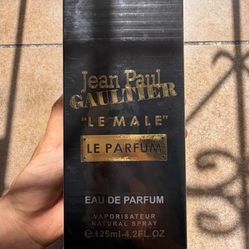 Jean Paul
GAULTIER
"LE MALE"
LE PARFUM
EAU DE PARFUM
VAPORISATEUR
NATURAL SPRAY
℮125ml-4.2FL.OZ